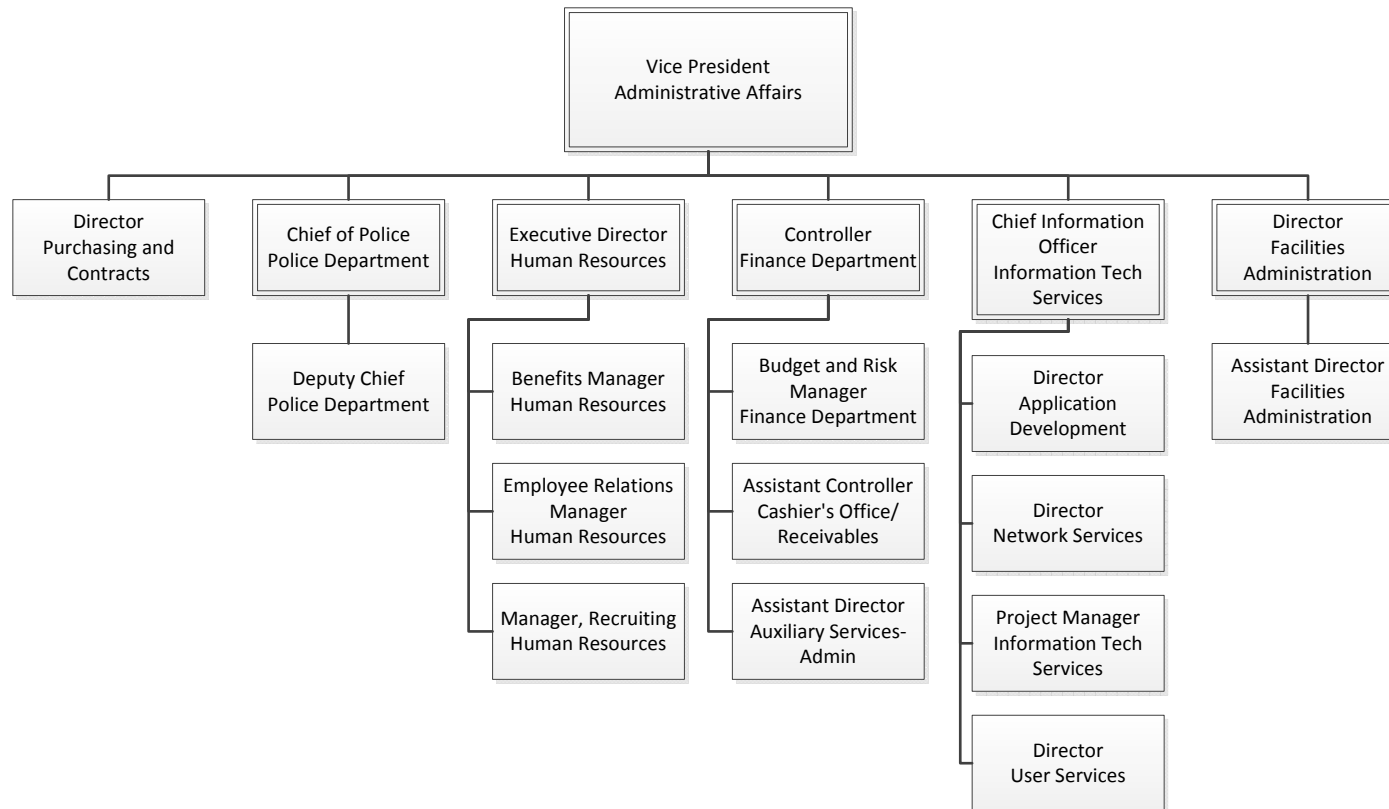 Vice President
Administrative Affairs
Director
Purchasing and
Contracts
Chief of Police
Police Department
Executive Director
Human Resources
Controller
Finance Department
Chief Information
Officer
Information Tech
Services
Director
Facilities
Administration
Deputy Chief
Police Department
Benefits Manager
Human Resources
Budget and Risk
Manager
Finance Department
Director
Application
Development
Assistant Director
Facilities
Administration
Employee Relations
Manager
Human Resources
Assistant Controller
Cashier's Office/
Receivables
Director
Network Services
Manager, Recruiting
Human Resources
Assistant Director
Auxiliary Services-
Admin
Project Manager
Information Tech
Services
Director
User Services